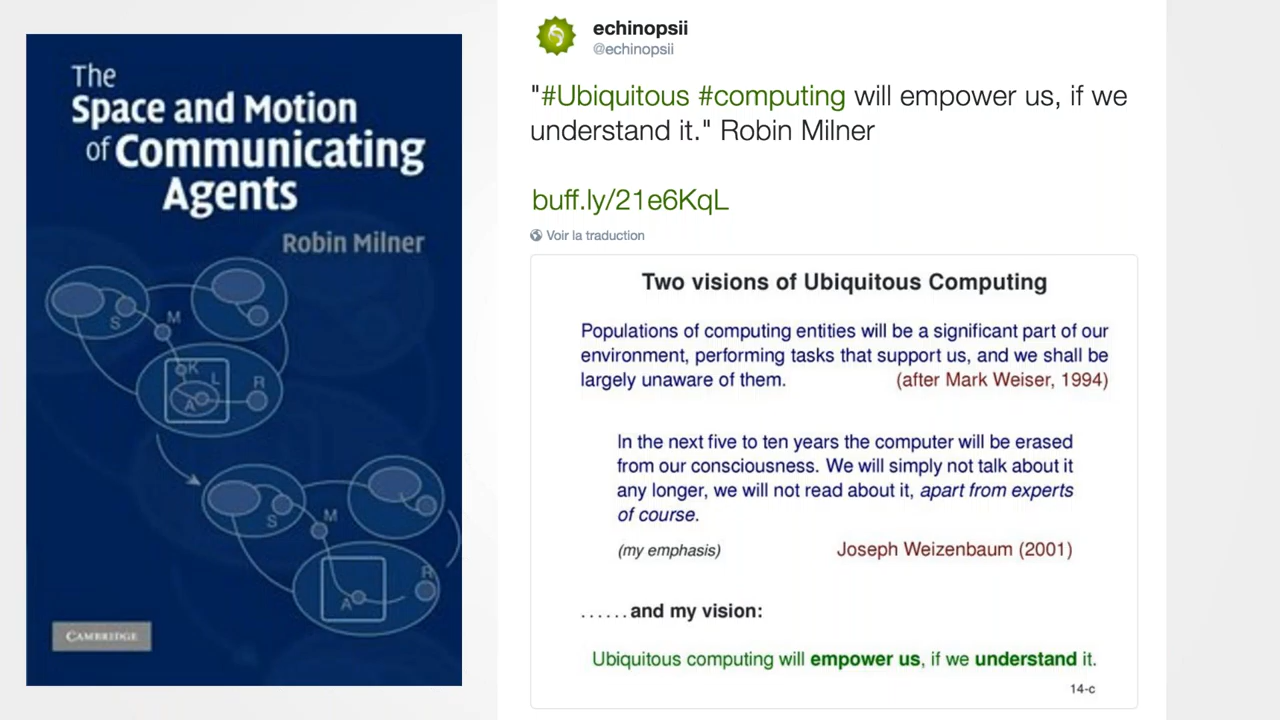 The
Space and Motion
of Communicating
Agents
Robin Milner
S
M
K
L
A
R
S
M
A
R
CAMBRIDGE
echinopsii
@echinopsii
"#Ubiquitous #computing will empower us, if we
understand it." Robin Milner
buff.ly/21e6KqL
Voir la traduction
Two visions of Ubiquitous Computing
Populations of computing entities will be a significant part of our
environment, performing tasks that support us, and we shall be
largely unaware of them. (after Mark Weiser, 1994)
In the next five to ten years the computer will be erased
from our consciousness. We will simply not talk about it
any longer, we will not read about it, apart from experts
of course.
(my emphasis) Joseph Weizenbaum (2001)
......and my vision:
Ubiquitous computing will empower us, if we understand it.
14-c